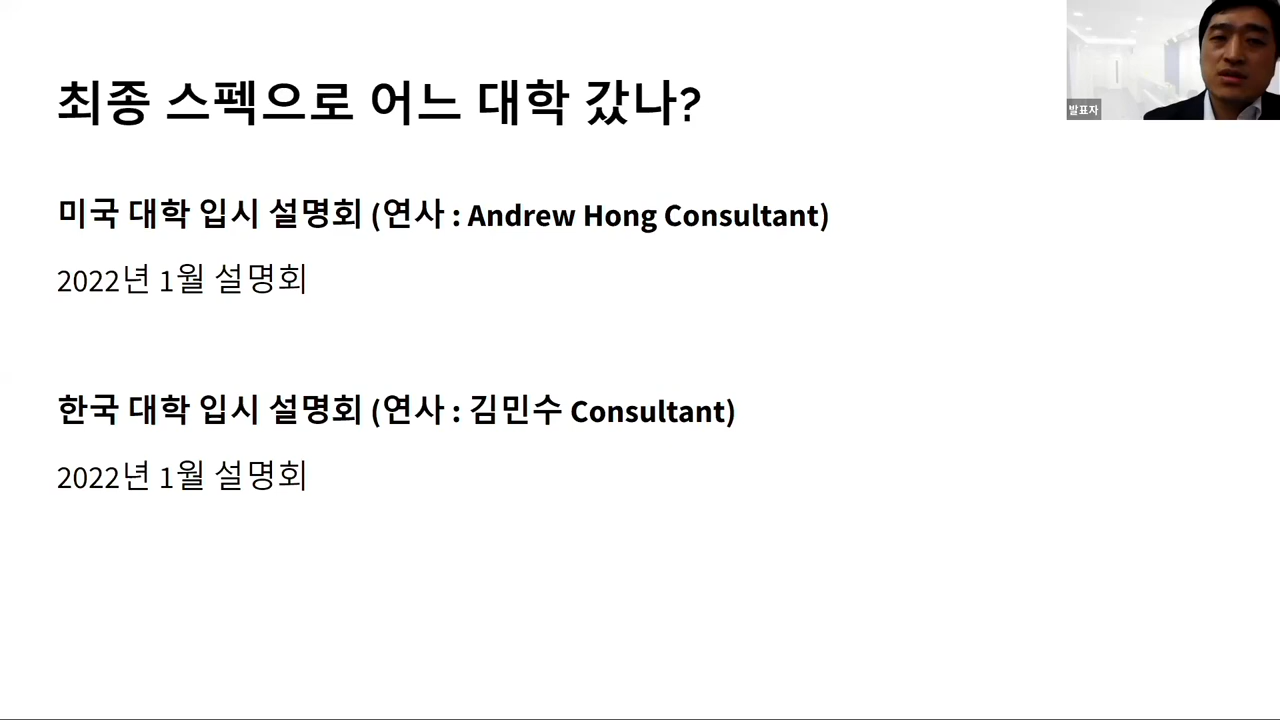 최종 스펙으로 어느 대학 갔나?
발표자
미국 대학 입시 설명회 (연사 : Andrew Hong Consultant)
2022년 1월 설명회
한국 대학 입시 설명회 (연사 : 김민수 Consultant)
2022년 1월 설명회